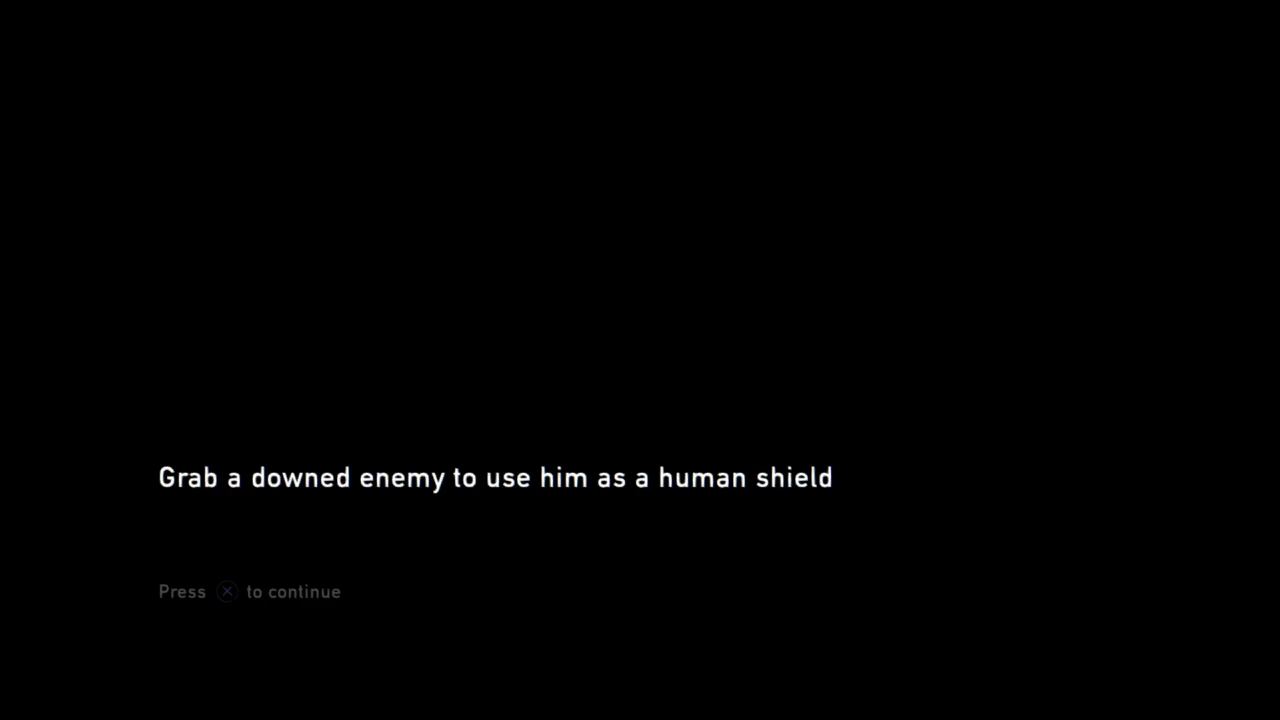 Grab a downed enemy to use him as a human shield
Press ⓧ to continue